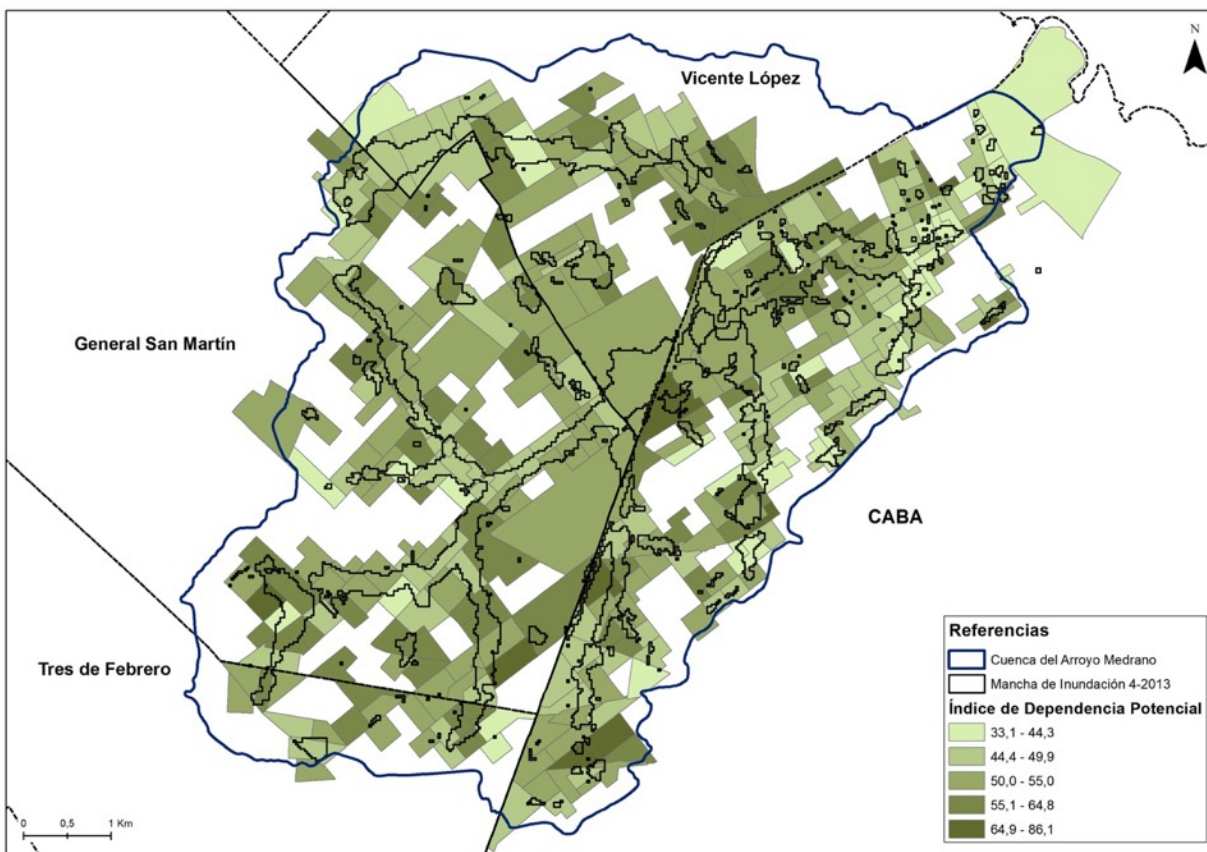 N
Vicente López
General San Martín
CABA
Tres de Febrero
Referencias
Cuenca del Arroyo Medrano
Mancha de Inundación 4-2013
Índice de Dependencia Potencial
33,1 - 44,3
44,4 - 49,9
50,0 - 55,0
55,1 - 64,8
64,9 - 86,1
0 0,5 1 Km